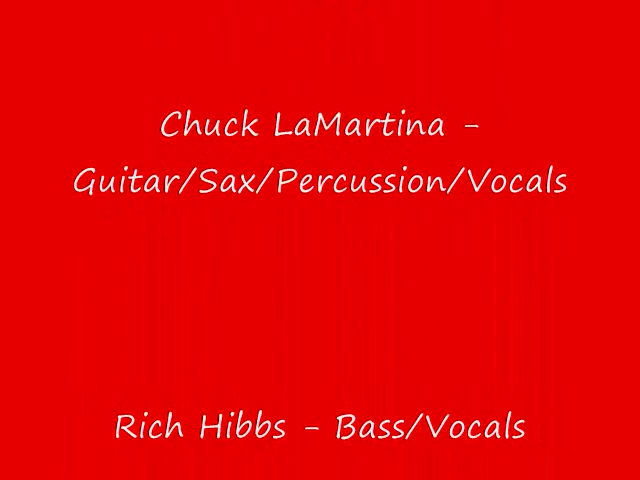 Chuck LaMartina -
Guitar/Sax/Percussion/Vocals
Rich Hibbs - Bass/Vocals